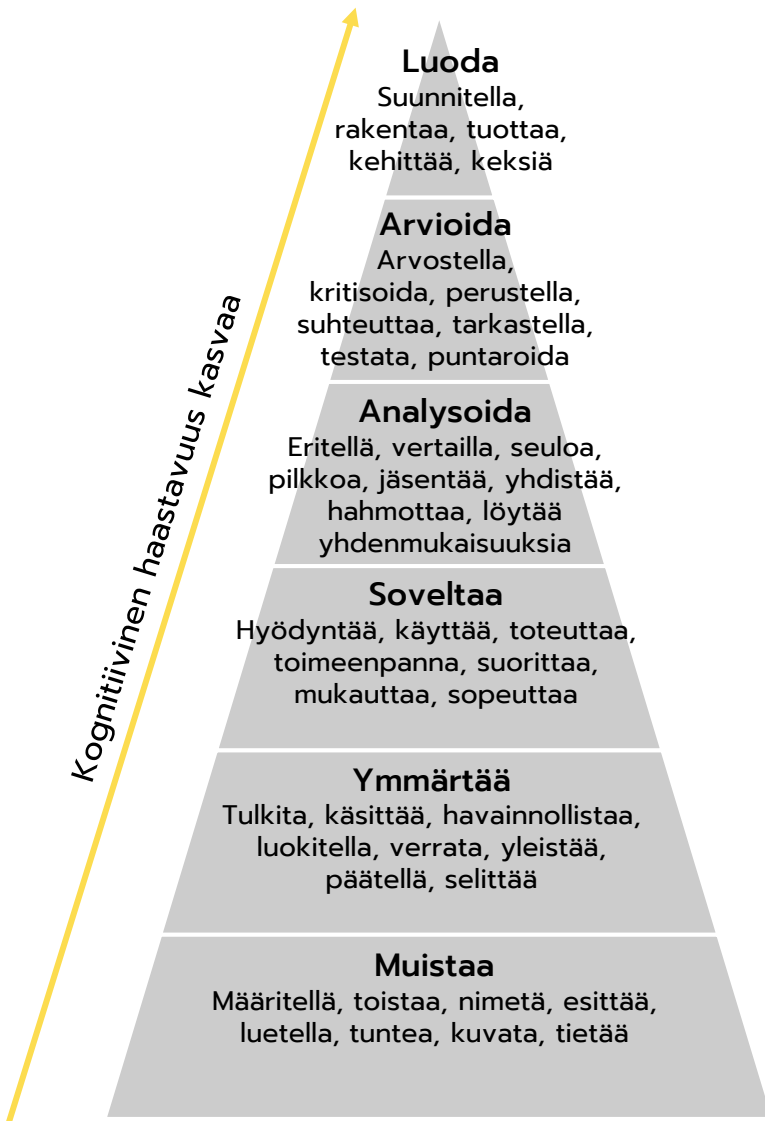 Luoda
Suunnitella,
rakentaa, tuottaa,
kehittää, keksiä
Arvioida
Arvostella,
kritisoida, perustella,
suhteuttaa, tarkastella,
testata, puntaroida
Analysoida
Eritellä, vertailla, seuloa,
pilkkoa, jäsentää, yhdistää,
hahmottaa, löytää
yhdenmukaisuuksia
Soveltaa
Hyödyntää, käyttää, toteuttaa,
toimeenpanna, suorittaa,
mukauttaa, sopeuttaa
Ymmärtää
Tulkita, käsittää, havainnollistaa,
luokitella, verrata, yleistää,
päätellä, selittää
Muistaa
Määritellä, toistaa, nimetä, esittää,
luetella, tuntea, kuvata, tietää
Kognitiivinen haastavuus kasvaa